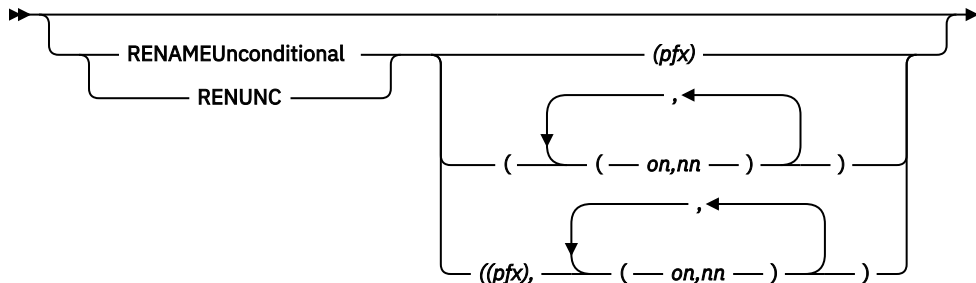 RENAMEUnconditional
(pfx)
RENUNC
,
( ( on,nn ) )
,
((pfx), ( on,nn ) )